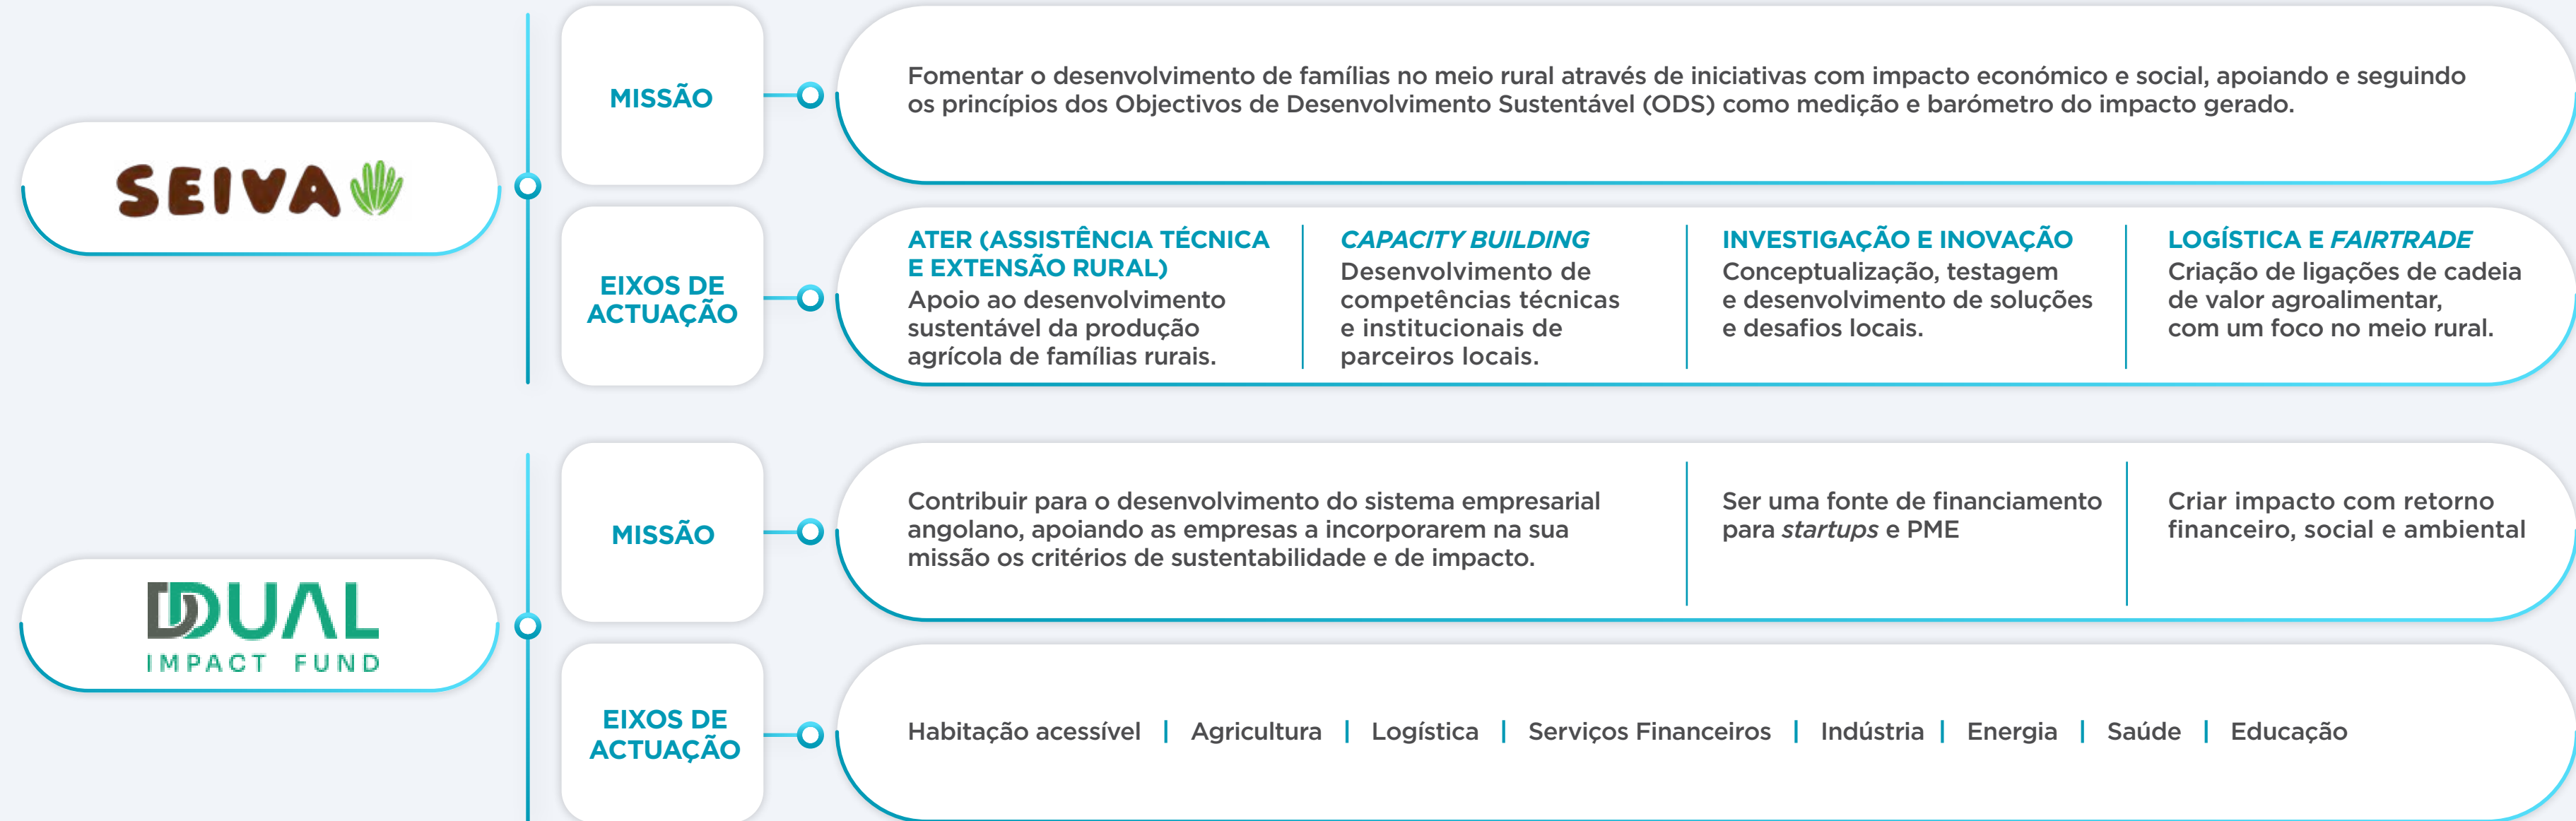 SEIVA
MISSÃO
Fomentar o desenvolvimento de famílias no meio rural através de iniciativas com impacto económico e social, apoiando e seguindo
os princípios dos Objectivos de Desenvolvimento Sustentável (ODS) como medição e barómetro do impacto gerado.
EIXOS DE
ACTUAÇÃO
ATER (ASSISTÊNCIA TÉCNICA
E EXTENSÃO RURAL)
Apoio ao desenvolvimento
sustentável da produção
agrícola de famílias rurais.
CAPACITY BUILDING
Desenvolvimento de
competências técnicas
e institucionais de
parceiros locais.
INVESTIGAÇÃO E INOVAÇÃO
Conceptualização, testagem
e desenvolvimento de soluções
e desafios locais.
LOGÍSTICA E FAIRTRADE
Criação de ligações de cadeia
de valor agroalimentar,
com um foco no meio rural.
DUAL
IMPACT FUND
MISSÃO
Contribuir para o desenvolvimento do sistema empresarial
angolano, apoiando as empresas a incorporarem na sua
missão os critérios de sustentabilidade e de impacto.
Ser uma fonte de financiamento
para startups e PME
Criar impacto com retorno
financeiro, social e ambiental
EIXOS DE
ACTUAÇÃO
Habitação acessível | Agricultura | Logística | Serviços Financeiros | Indústria | Energia | Saúde | Educação